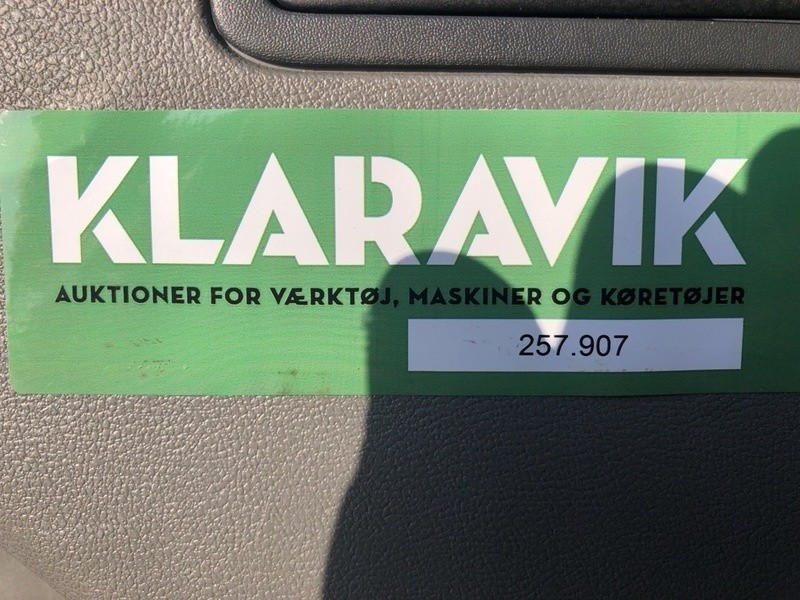 KLARAVIK
AUKTIONER FOR VÆRKTØJ, MASKINER OG KØRETØJER
257.907